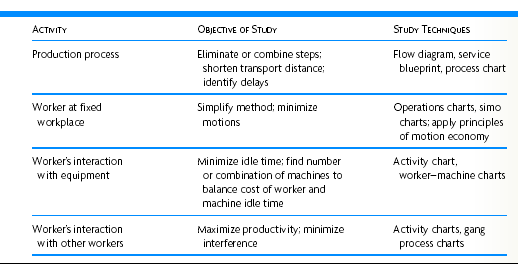 Activity Objective of Study Study Techniques
Production process Eliminate or combine steps; Flow diagram, service
shorten transport distance; blueprint, process chart
identify delays
Worker at fixed Simplify method; minimize Operations charts, simo
workplace motions charts; apply principles
of motion economy
Worker's interaction Minimize idle time; find number Activity chart,
with equipment or combination of machines to worker–machine charts
balance cost of worker and
machine idle time
Worker's interaction Maximize productivity; minimize Activity charts, gang
with other workers interference process charts